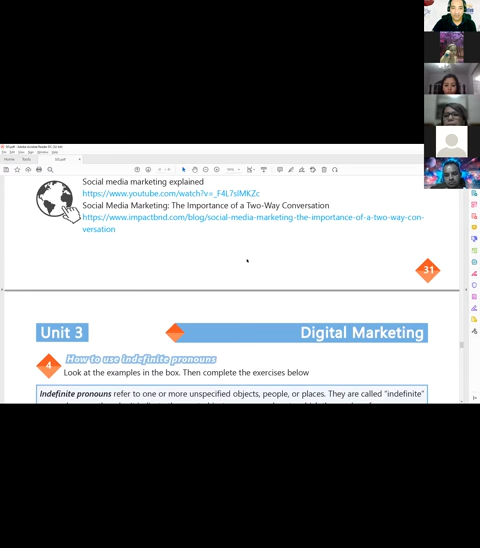 Home
Tools
Social media marketing explained
https://www.youtube.com/watch?v=_F4L7sIMKZc
Social Media Marketing: The Importance of a Two-Way Conversation
https://www.impactbnd.com/blog/social-media-marketing-the-importance-of-a-two-way-con-
versation
31
Unit 3
Digital Marketing
4
How to use indefinite pronouns
Look at the examples in the box. Then complete the exercises below
Indefinite pronouns refer to one or more unspecified objects, people, or places. They are called "indefinite"